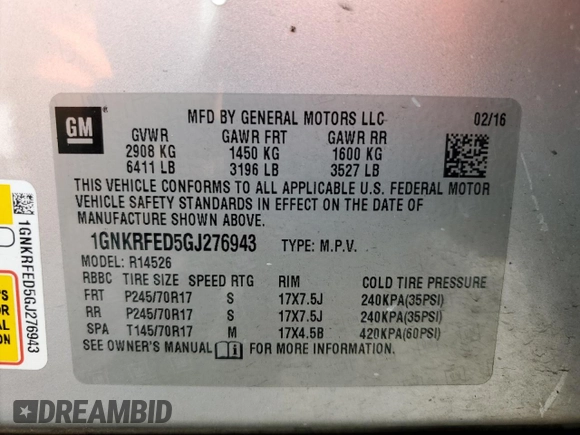 GM
MFD BY GENERAL MOTORS LLC 02/16
GVWR GAWR FRT GAWR RR
2908 KG 1450 KG 1600 KG
6411 LB 3196 LB 3527 LB
THIS VEHICLE CONFORMS TO ALL APPLICABLE U.S. FEDERAL MOTOR
VEHICLE SAFETY STANDARDS IN EFFECT ON THE DATE OF
MANUFACTURE SHOWN ABOVE.
1GNKRFED5GJ276943 TYPE: M.P.V.
MODEL: R14526
RBBC TIRE SIZE SPEED RTG RIM COLD TIRE PRESSURE
FRT P245/70R17 S 17X7.5J 240KPA(35PSI)
RR P245/70R17 S 17X7.5J 240KPA(35PSI)
SPA T145/70R17 M 17X4.5B 420KPA(60PSI)
SEE OWNER'S MANUAL FOR MORE INFORMATION.
1GNKRFED5GJ276943
DREAMBID